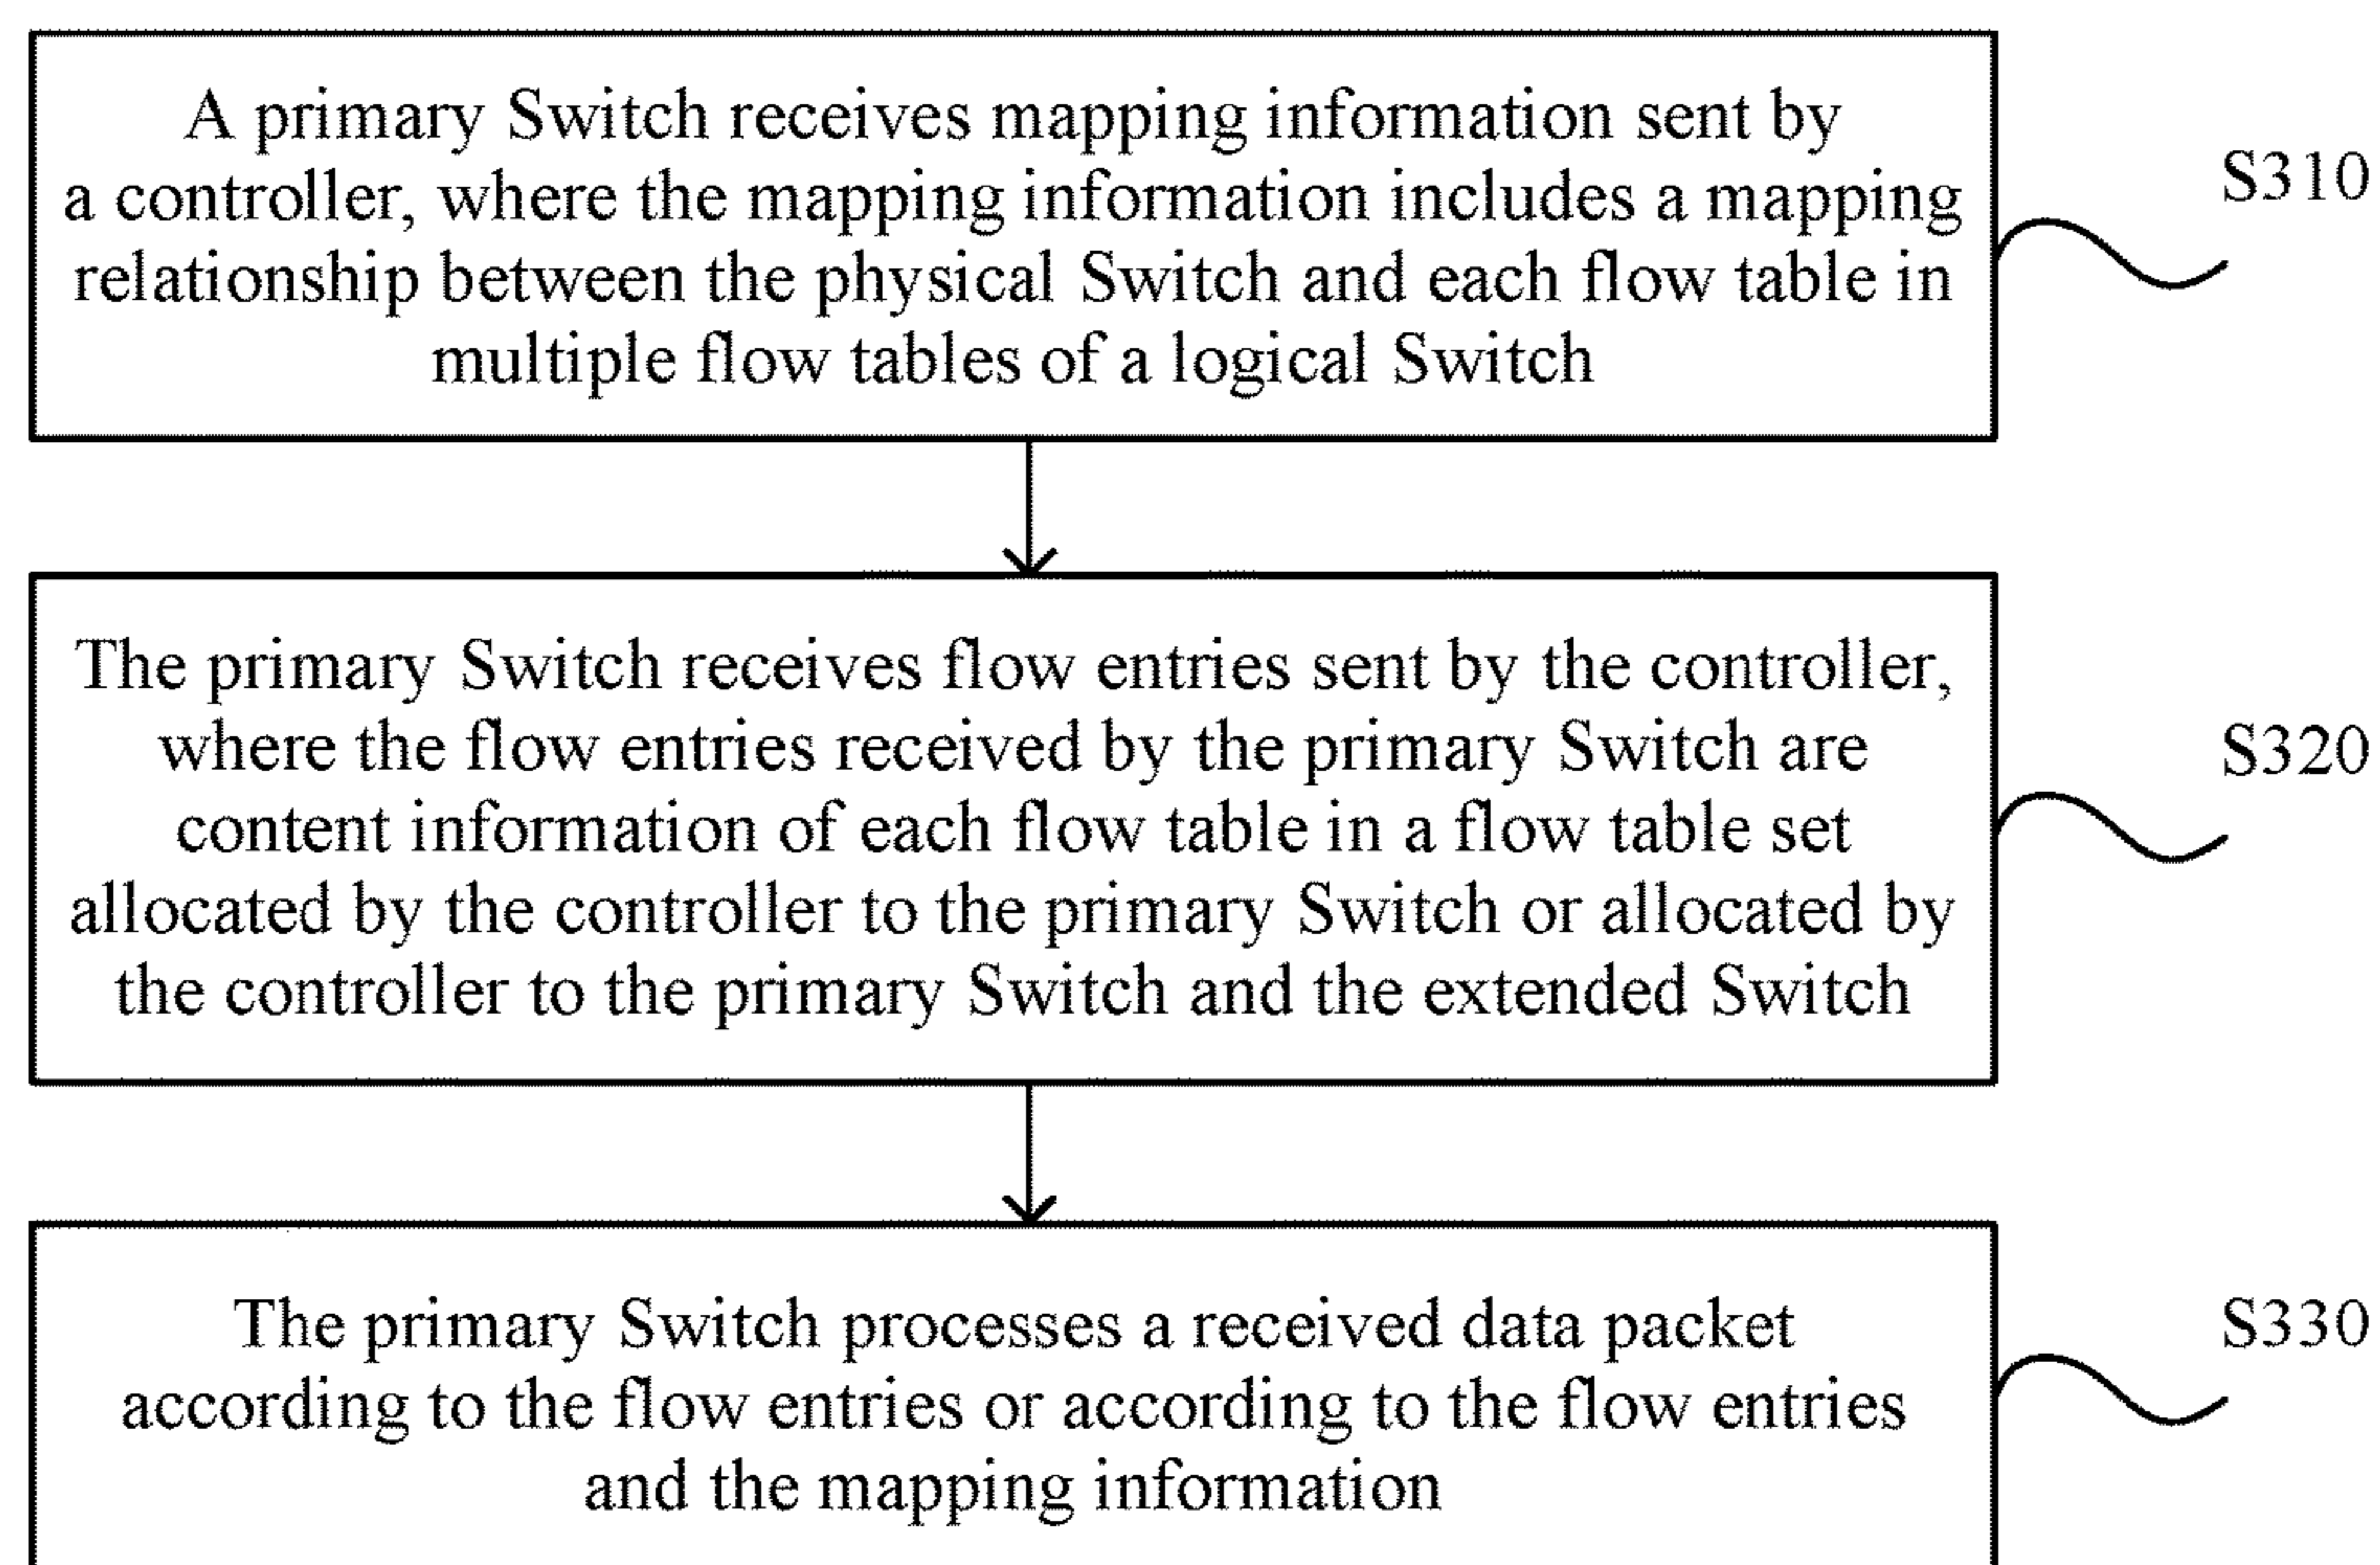 A primary Switch receives mapping information sent by
a controller, where the mapping information includes a mapping
relationship between the physical Switch and each flow table in
multiple flow tables of a logical Switch
S310
The primary Switch receives flow entries sent by the controller,
where the flow entries received by the primary Switch are
content information of each flow table in a flow table set
allocated by the controller to the primary Switch or allocated by
the controller to the primary Switch and the extended Switch
S320
The primary Switch processes a received data packet
according to the flow entries or according to the flow entries
and the mapping information
S330